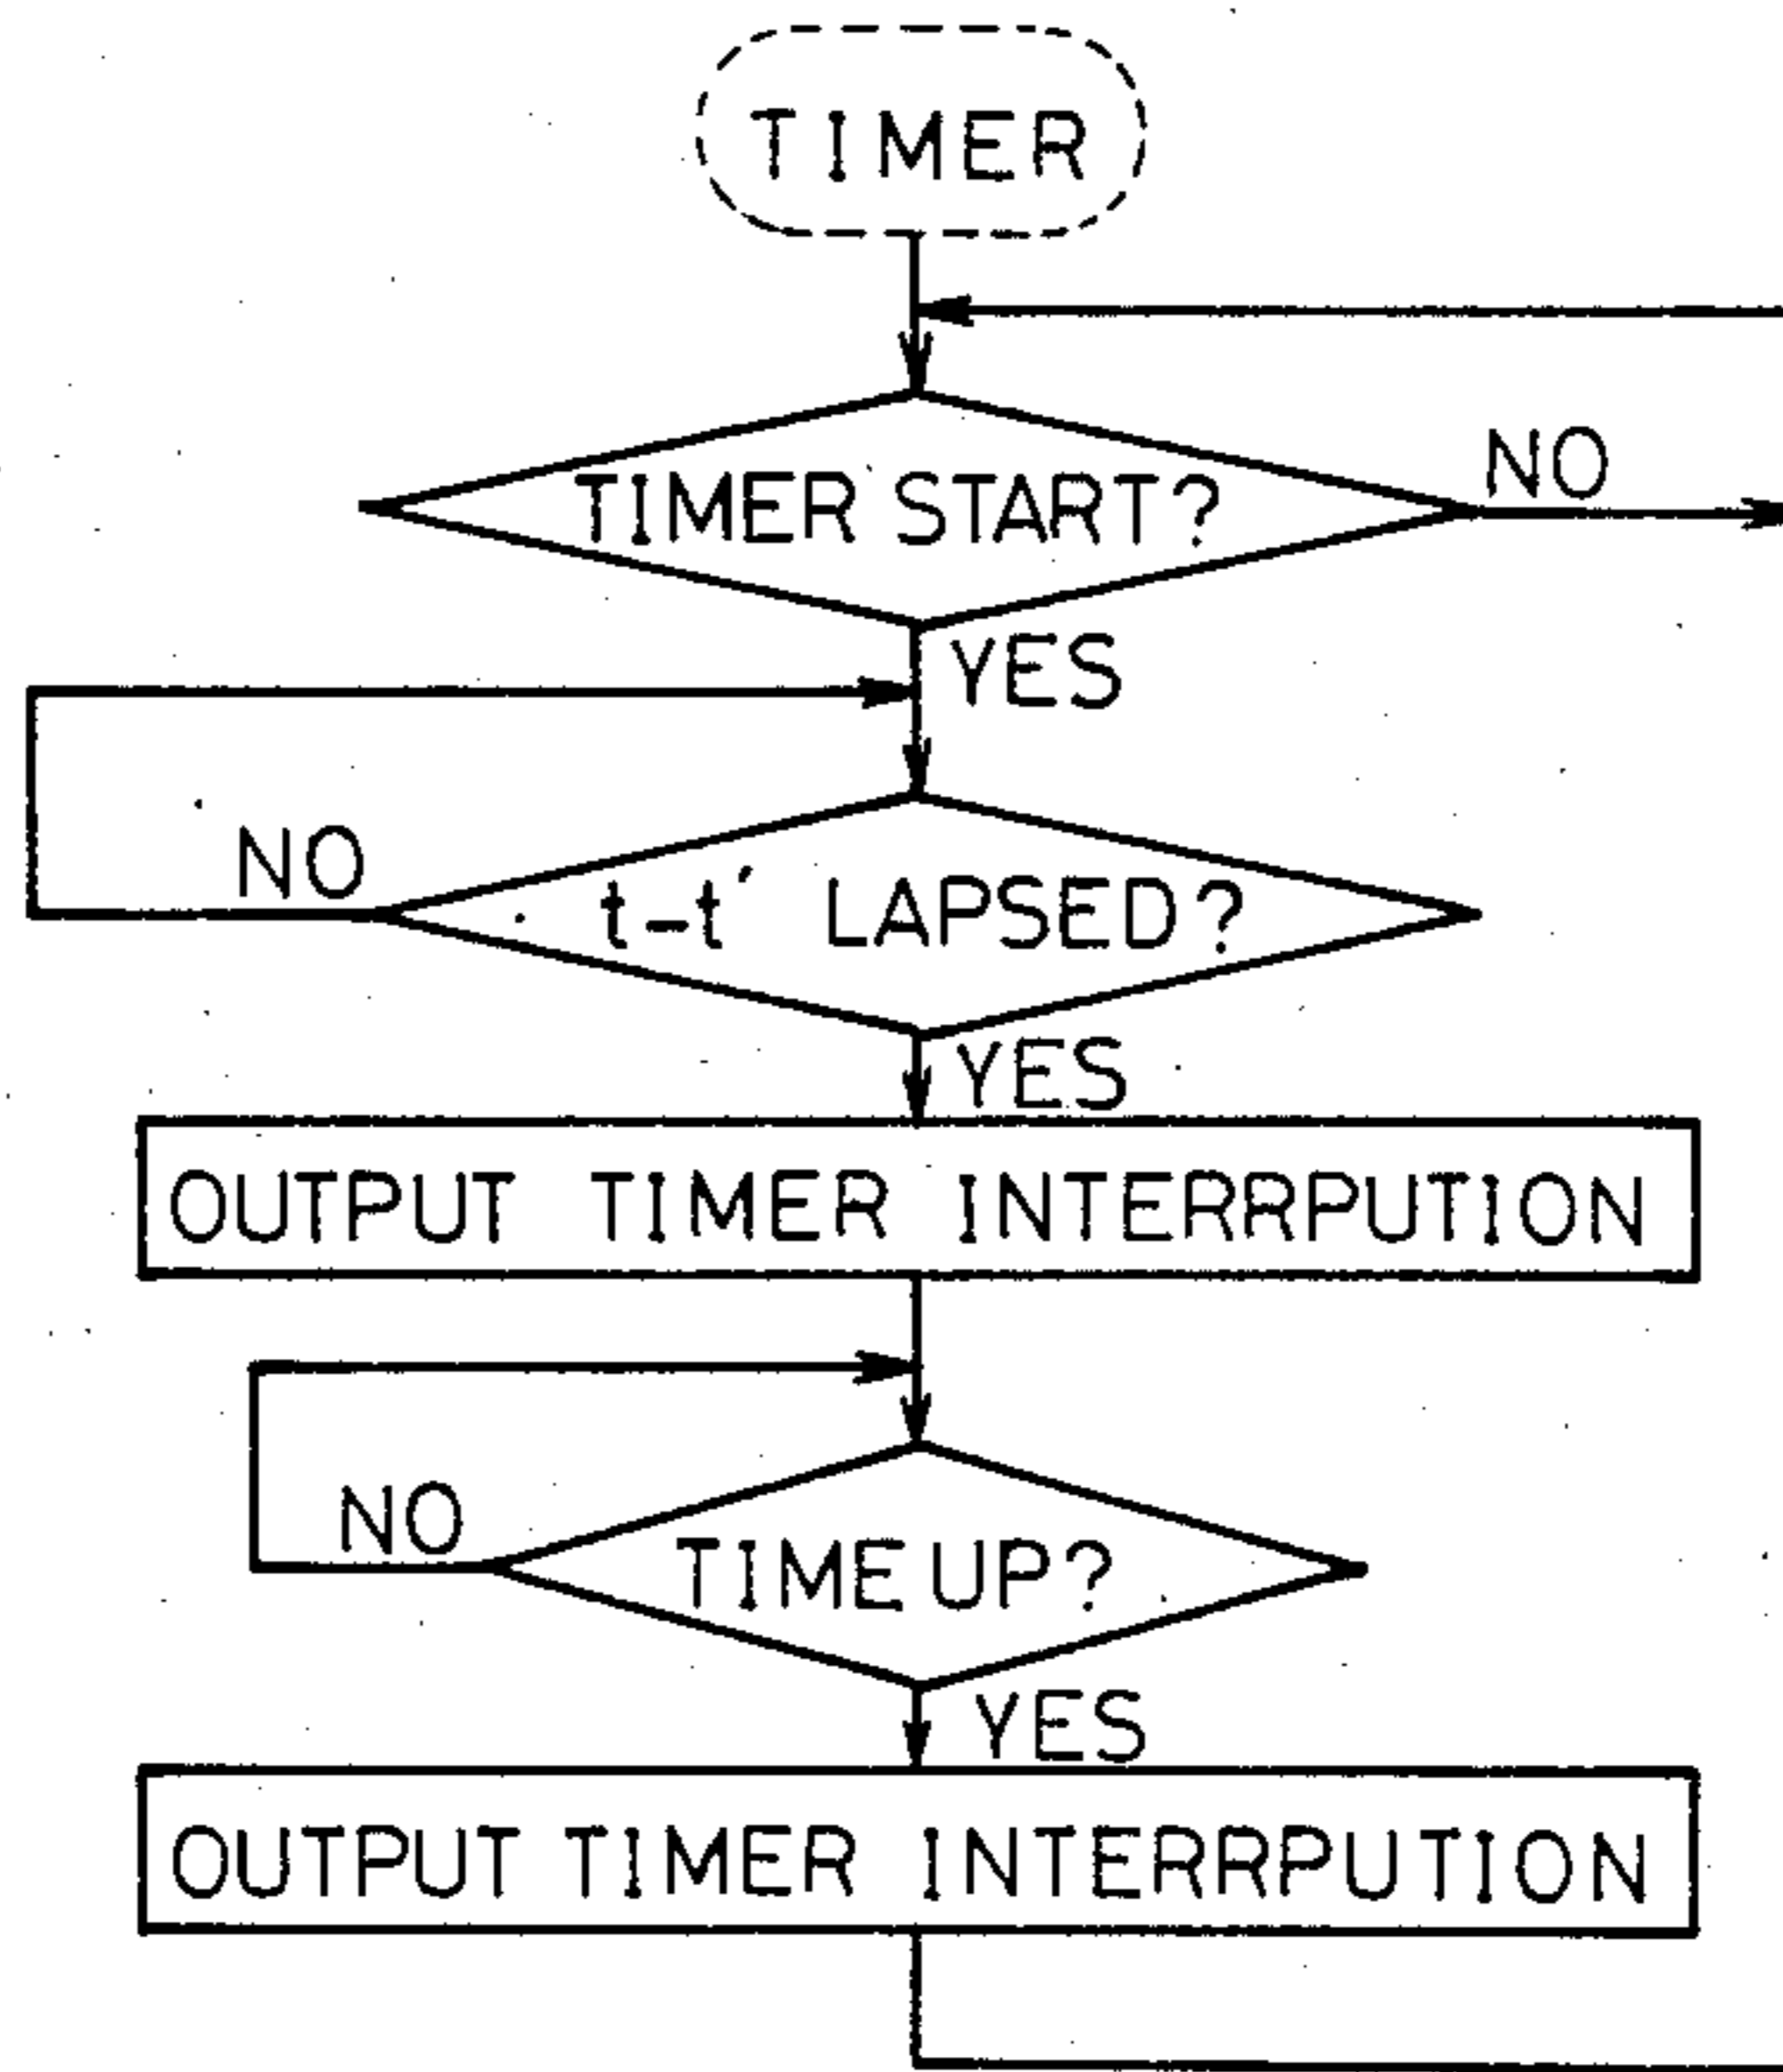 TIMER
TIMER START?
NO
YES
NO
t-t' LAPSED?
YES
OUTPUT TIMER INTERRPUTION
NO
TIME UP?
YES
OUTPUT TIMER INTERRPUTION